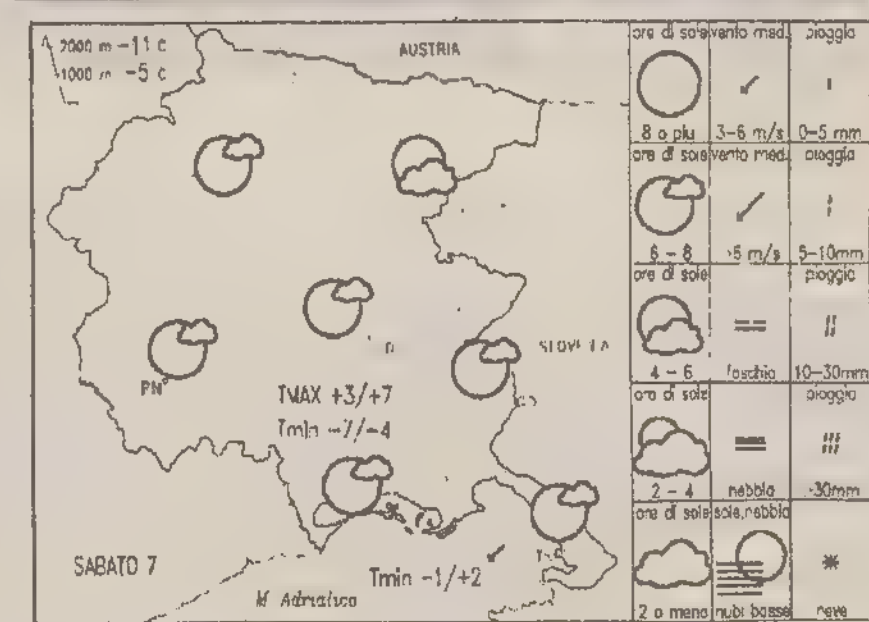 2000 m -11 C
1000 m -5 C
AUSTRIA
PN
SLOVE
TMAX +3/+7
Tmin -7/-4
SABATO 7
Tmin -1/+2
M Adriatico
ore di sole vento med. pioggia
8 o piu 3-6 m/s 0-5 mm
ore di sole vento med. pioggia
6 - 8 >6 m/s 5-10mm
ore di sole pioggia
4 - 6 foschia 10-30mm
ore di sole pioggia
2 - 4 nebbia >30mm
ore di sole sole,nebbia
2 o meno nubi basse neve